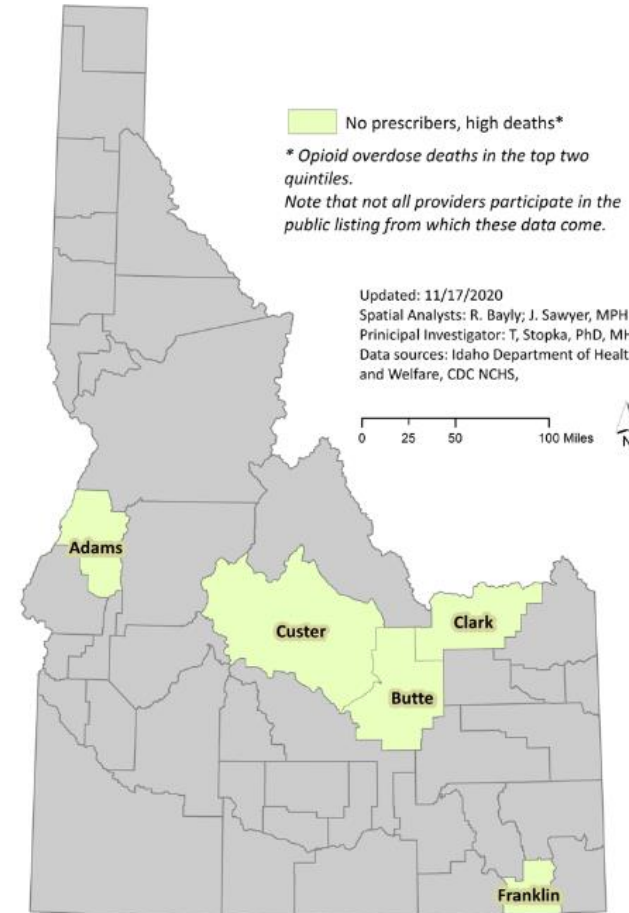 No prescribers, high deaths*
* Opioid overdose deaths in the top two
quintiles.
Note that not all providers participate in the
public listing from which these data come.
Updated: 11/17/2020
Spatial Analysts: R. Bayly; J. Sawyer, MPH
Prinicipal Investigator: T, Stopka, PhD, MH
Data sources: Idaho Department of Healt
and Welfare, CDC NCHS,
0 25 50 100 Miles
N
Adams
Custer
Clark
Butte
Franklin